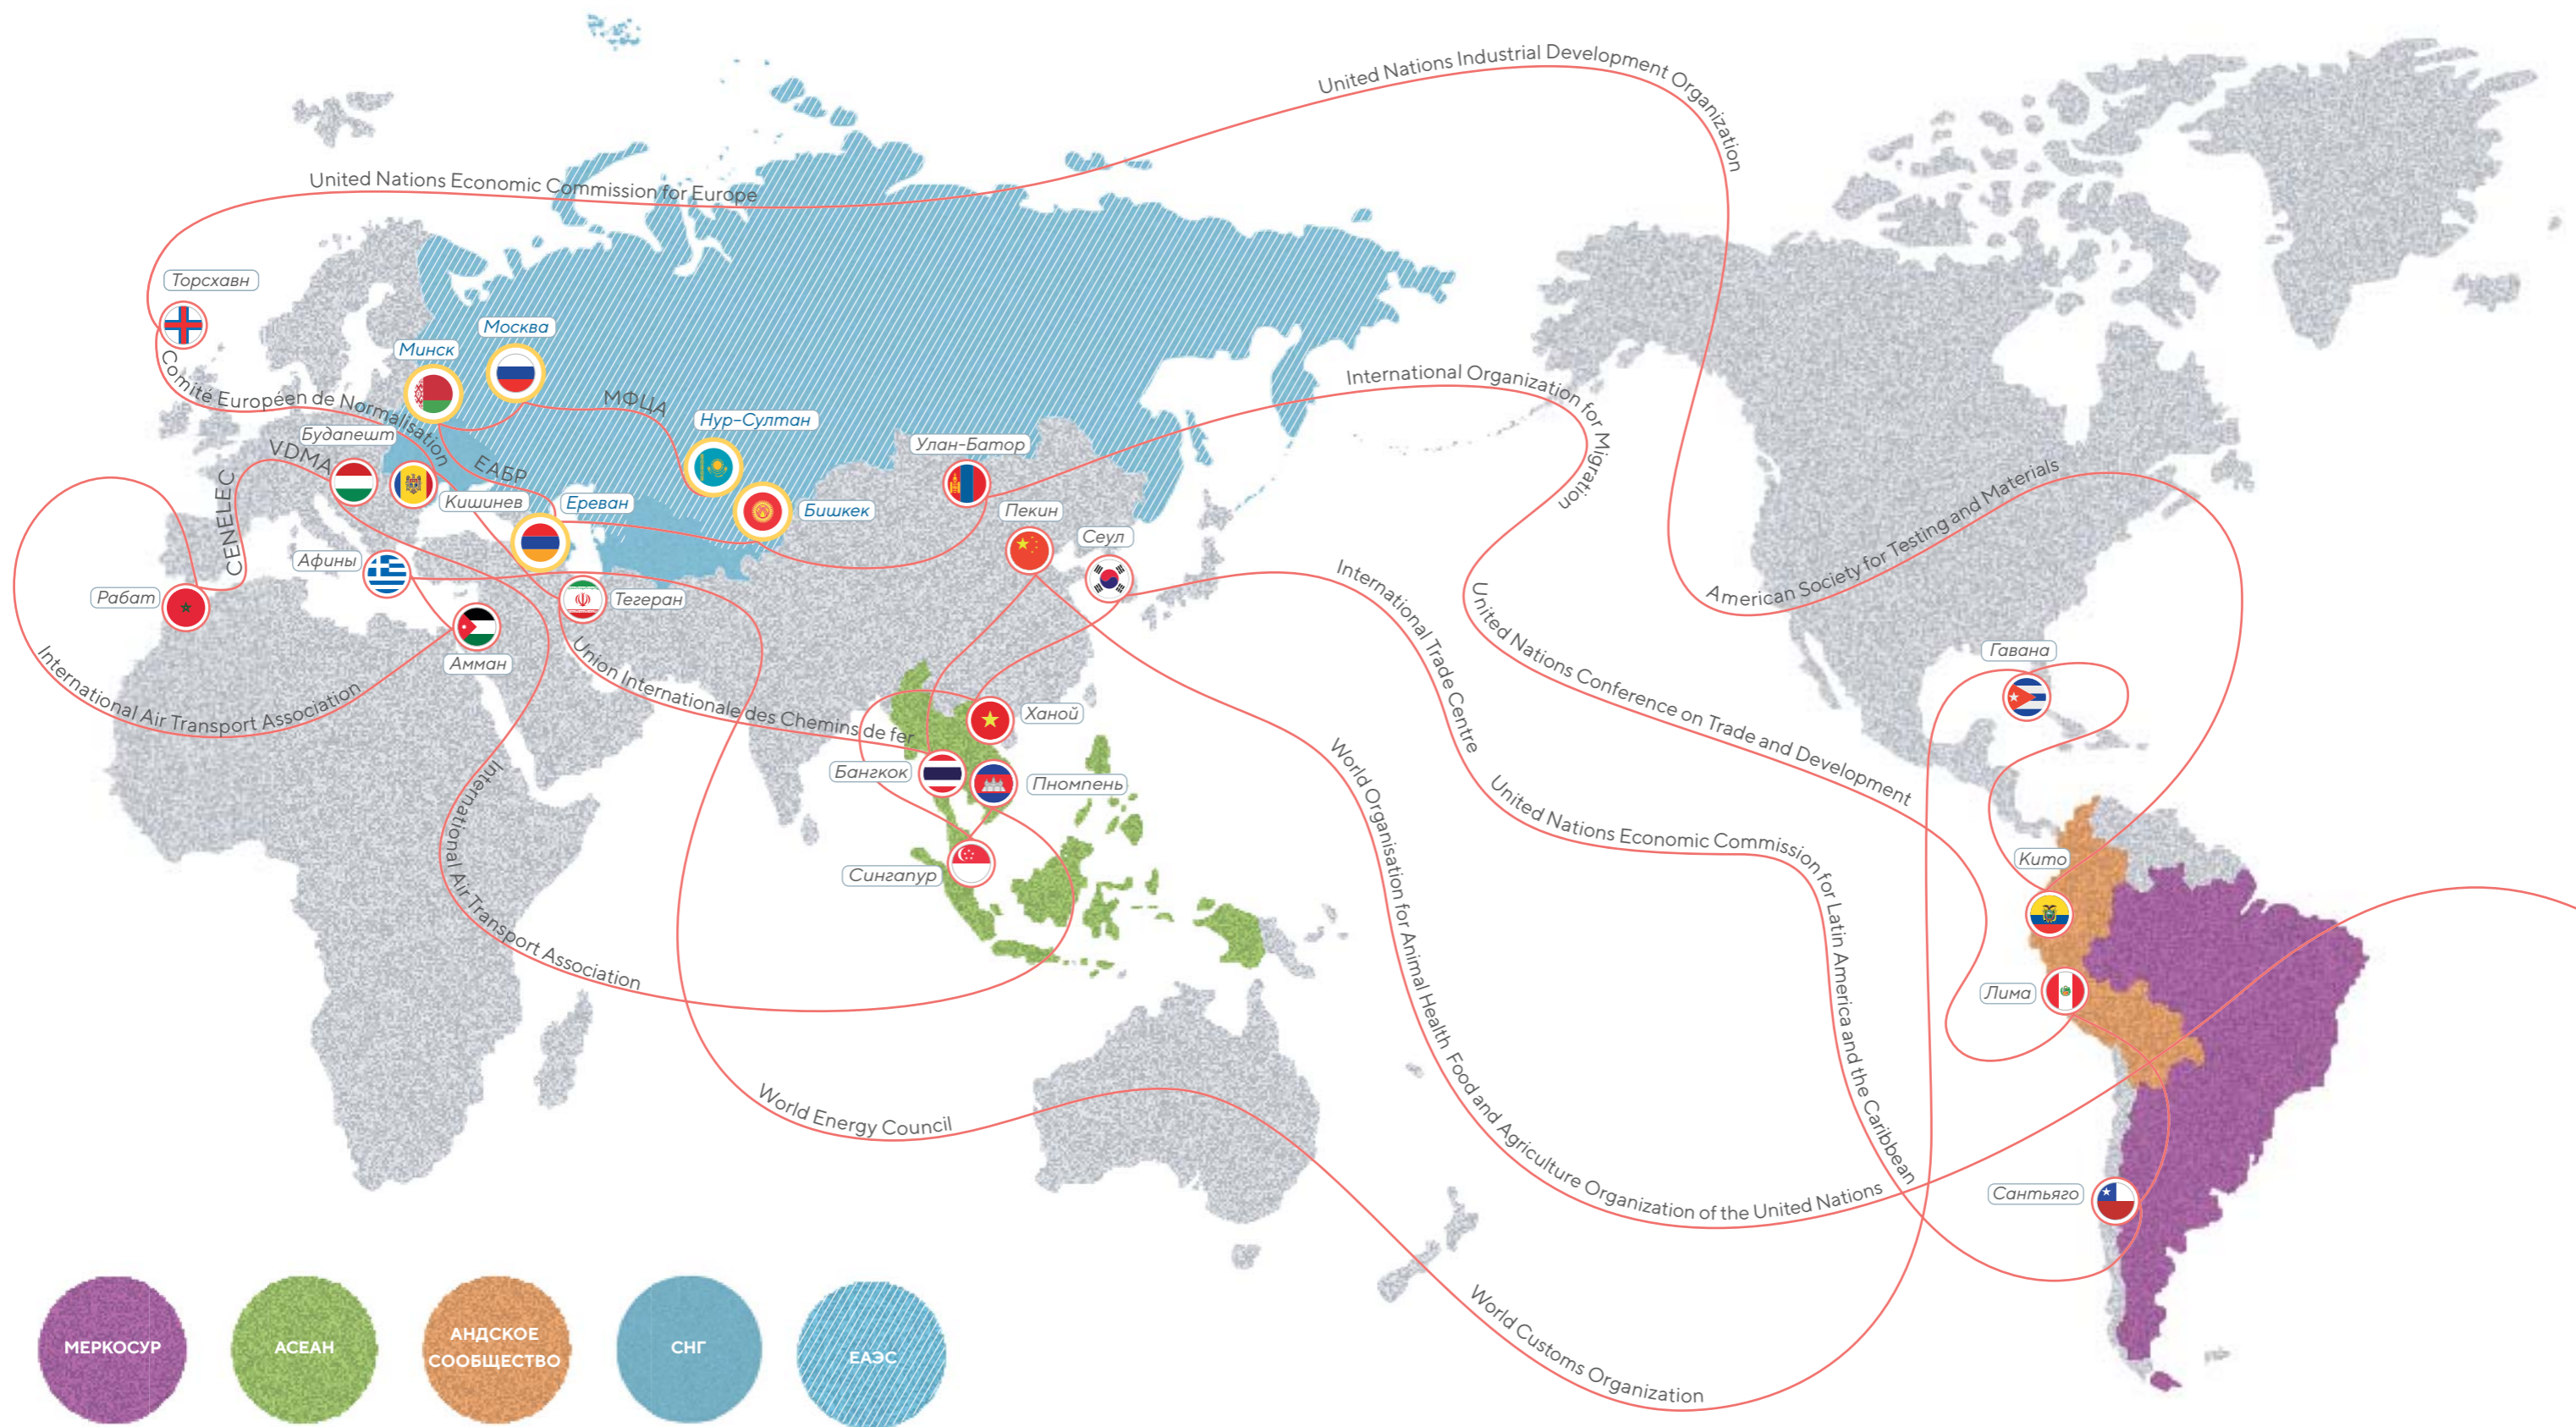 United Nations Industrial Development Organization
United Nations Economic Commission for Europe
Торсхавн
Москва
Минск
Comité Européen de Normalisation
МФЦА
International Organization for Migration
Нур-Султан
Будапешт
Улан-Батор
VDMA
ЕАБР
CENELEC
Кишинев
Ереван
Бишкек
Пекин
Сеул
American Society for Testing and Materials
Афины
Рабат
Тегеран
Амман
International Trade Centre
United Nations Conference on Trade and Development
Гавана
International Air Transport Association
Union Internationale des Chemins de fer
Ханой
Бангкок
Пномпень
World Organisation for Animal Health
United Nations Economic Commission for Latin America and the Caribbean
International Air Transport Association
Сингапур
Кито
Лима
World Energy Council
Food and Agriculture Organization of the United Nations
Сантьяго
World Customs Organization
МЕРКОСУР
АСЕАН
АНДСКОЕ
СООБЩЕСТВО
СНГ
ЕАЭС